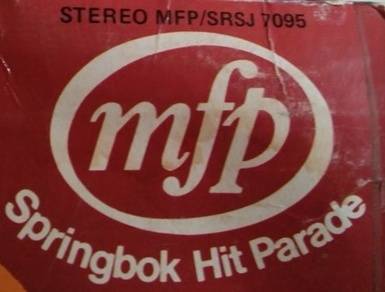 STEREO MFP/SRSJ 7095
mfp
Springbok Hit Parade